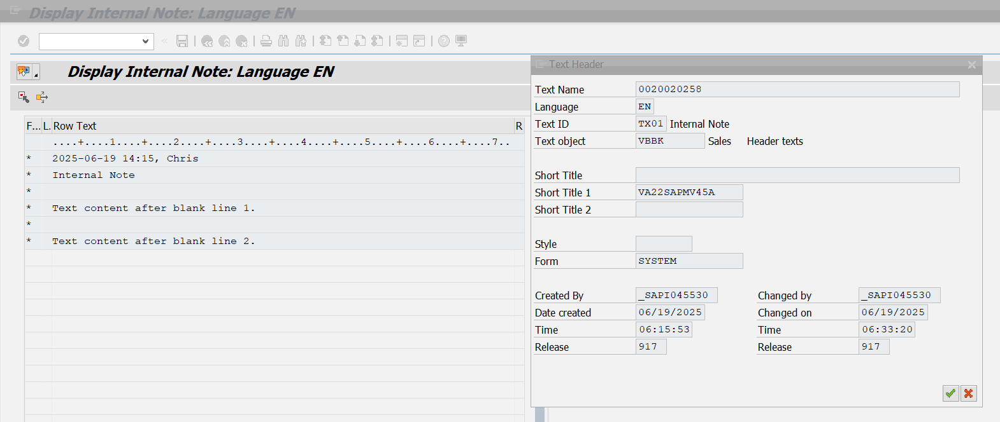 Display Internal Note: Language EN
Display Internal Note: Language EN
F... L. Row Text R
....+....1....+....2....+....3....+....4....+....5....+....6....+....7..
* 2025-06-19 14:15, Chris
* Internal Note
*
* Text content after blank line 1.
*
* Text content after blank line 2.
Text Header
Text Name 0020020258
Language EN
Text ID TX01 Internal Note
Text object VBBK Sales Header texts
Short Title
Short Title 1 VA22SAPMV45A
Short Title 2
Style
Form SYSTEM
Created By _SAPI045530 Changed by _SAPI045530
Date created 06/19/2025 Changed on 06/19/2025
Time 06:15:53 Time 06:33:20
Release 917 Release 917